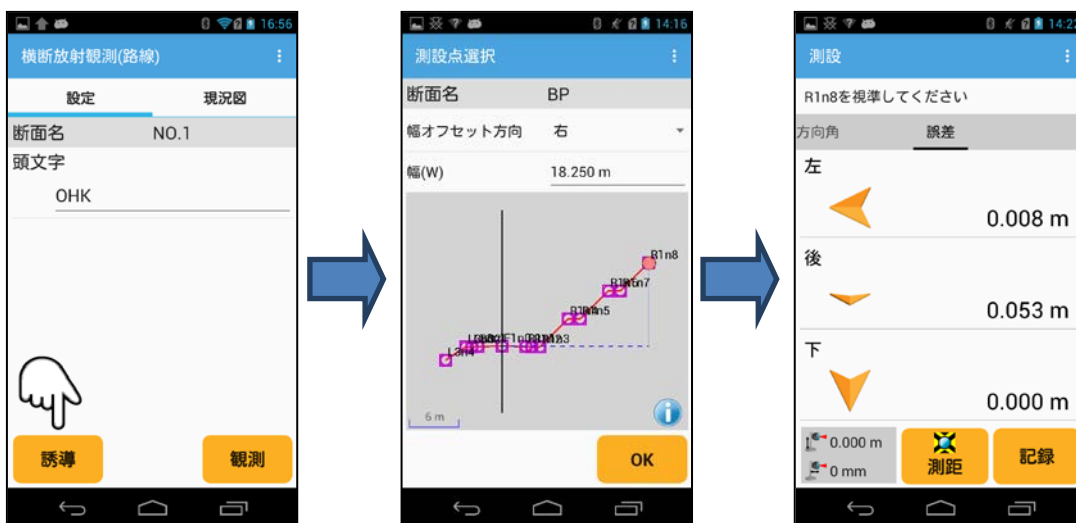 16:56
横断放射観測(路線)
設定
現況図
断面名 NO.1
頭文字
OHK
誘導
観測
14:16
測設点選択
断面名 BP
幅オフセット方向 右
幅(W) 18.250 m
R1n8
L3n4
6 m
OK
14:22
測設
R1n8を視準してください
方向角 誤差
左
0.008 m
後
0.053 m
下
0.000 m
0.000 m
0 mm
測距
記録